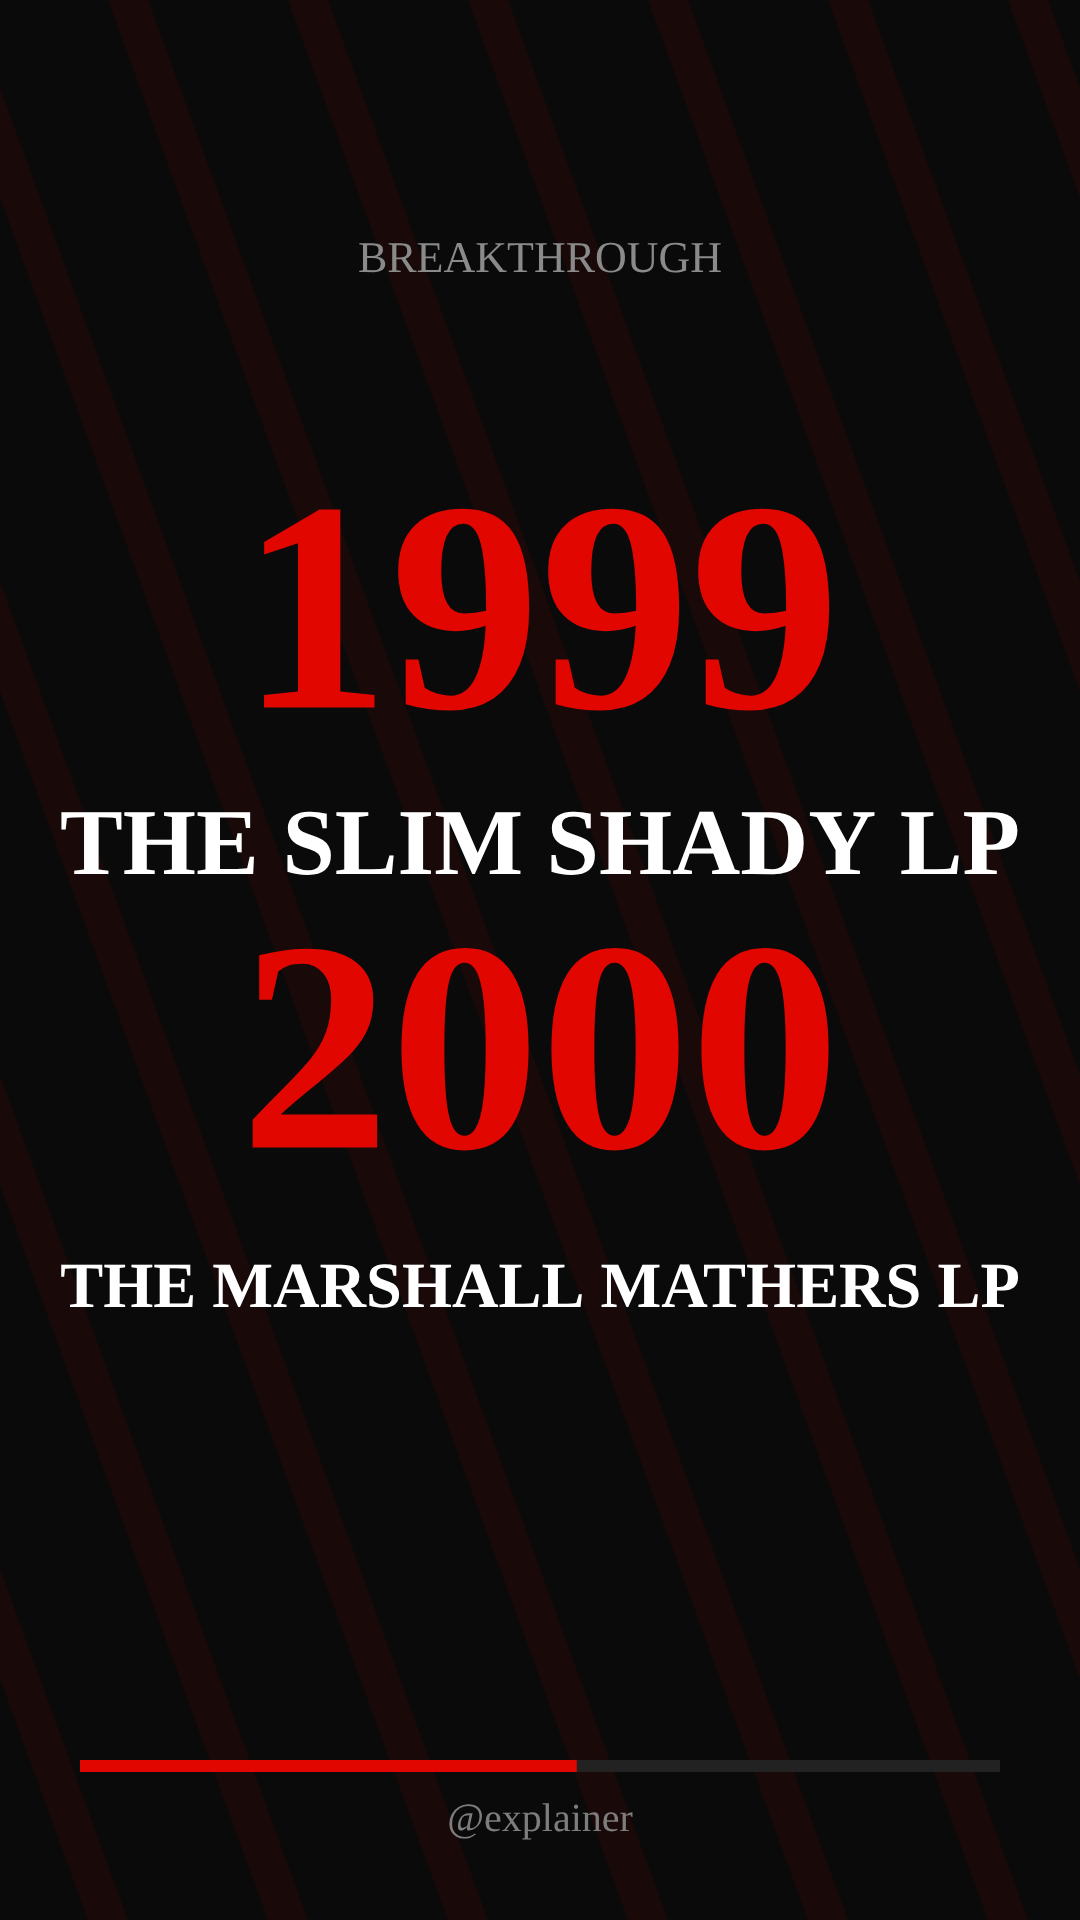 BREAKTHROUGH
1999
THE SLIM SHADY LP
2000
THE MARSHALL MATHERS LP
@explainer